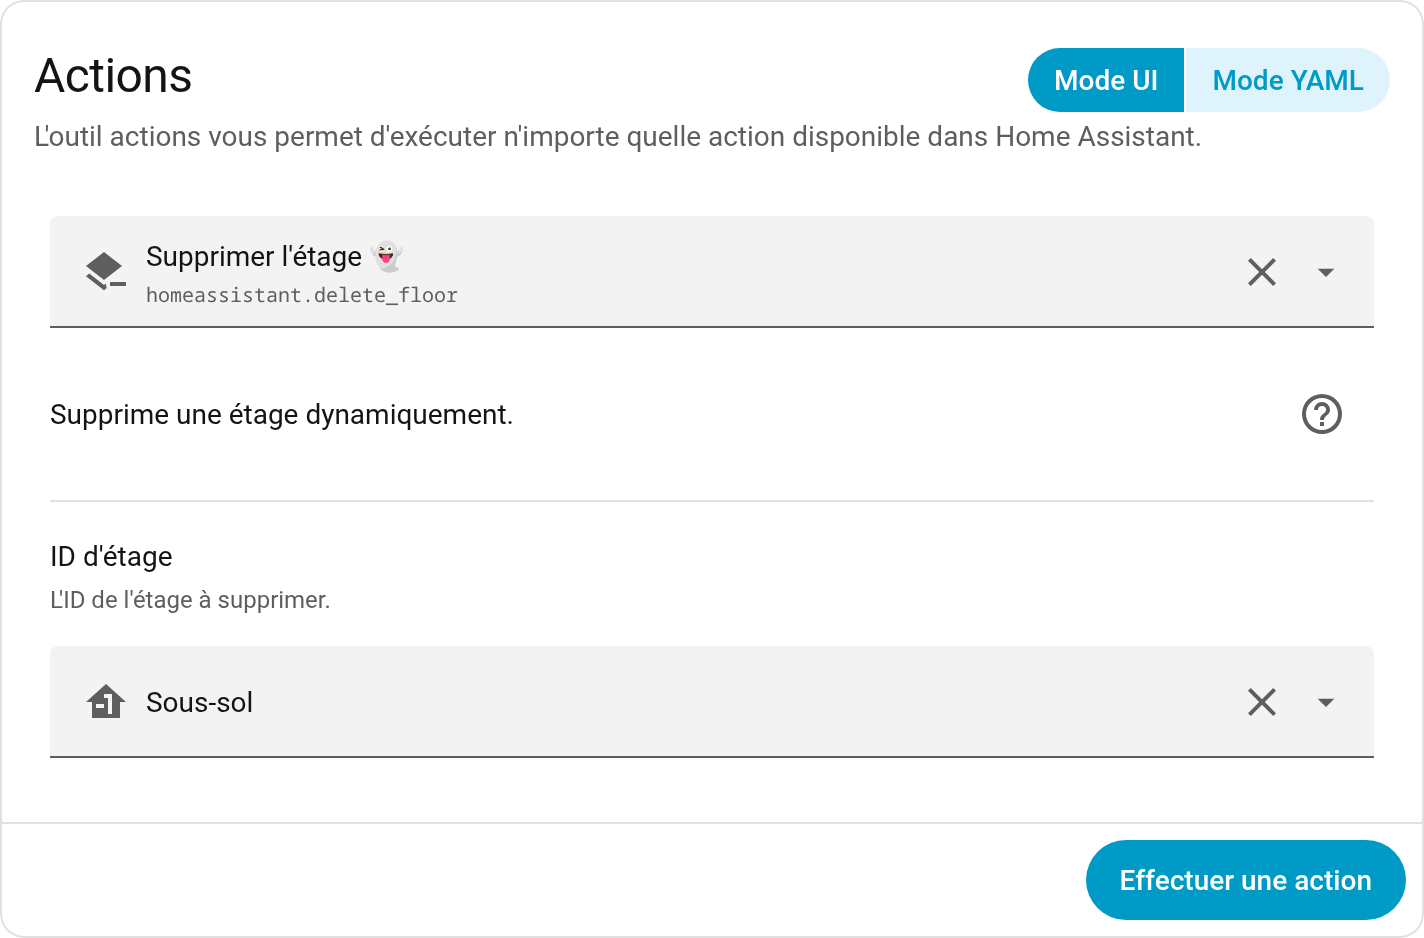 Actions
Mode UI
Mode YAML
L'outil actions vous permet d'exécuter n'importe quelle action disponible dans Home Assistant.
Supprimer l'étage 👻
homeassistant.delete_floor
Supprime une étage dynamiquement.
ID d'étage
L'ID de l'étage à supprimer.
-1
Sous-sol
Effectuer une action